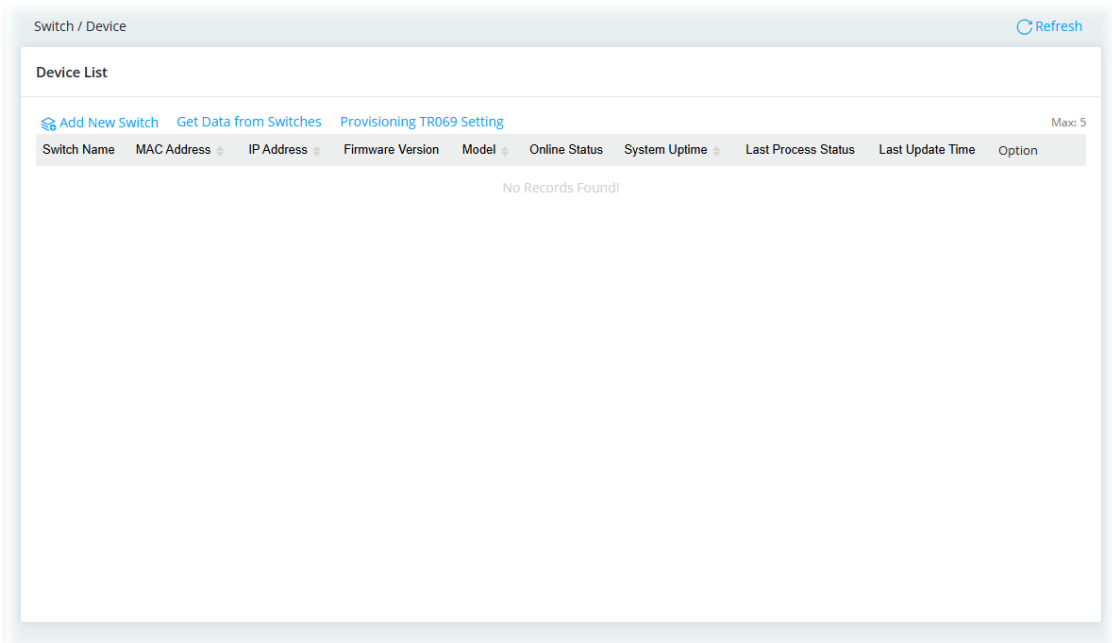 Switch / Device Refresh
Device List
Add New Switch Get Data from Switches Provisioning TR069 Setting Max: 5
Switch Name MAC Address IP Address Firmware Version Model Online Status System Uptime Last Process Status Last Update Time Option
No Records Found!